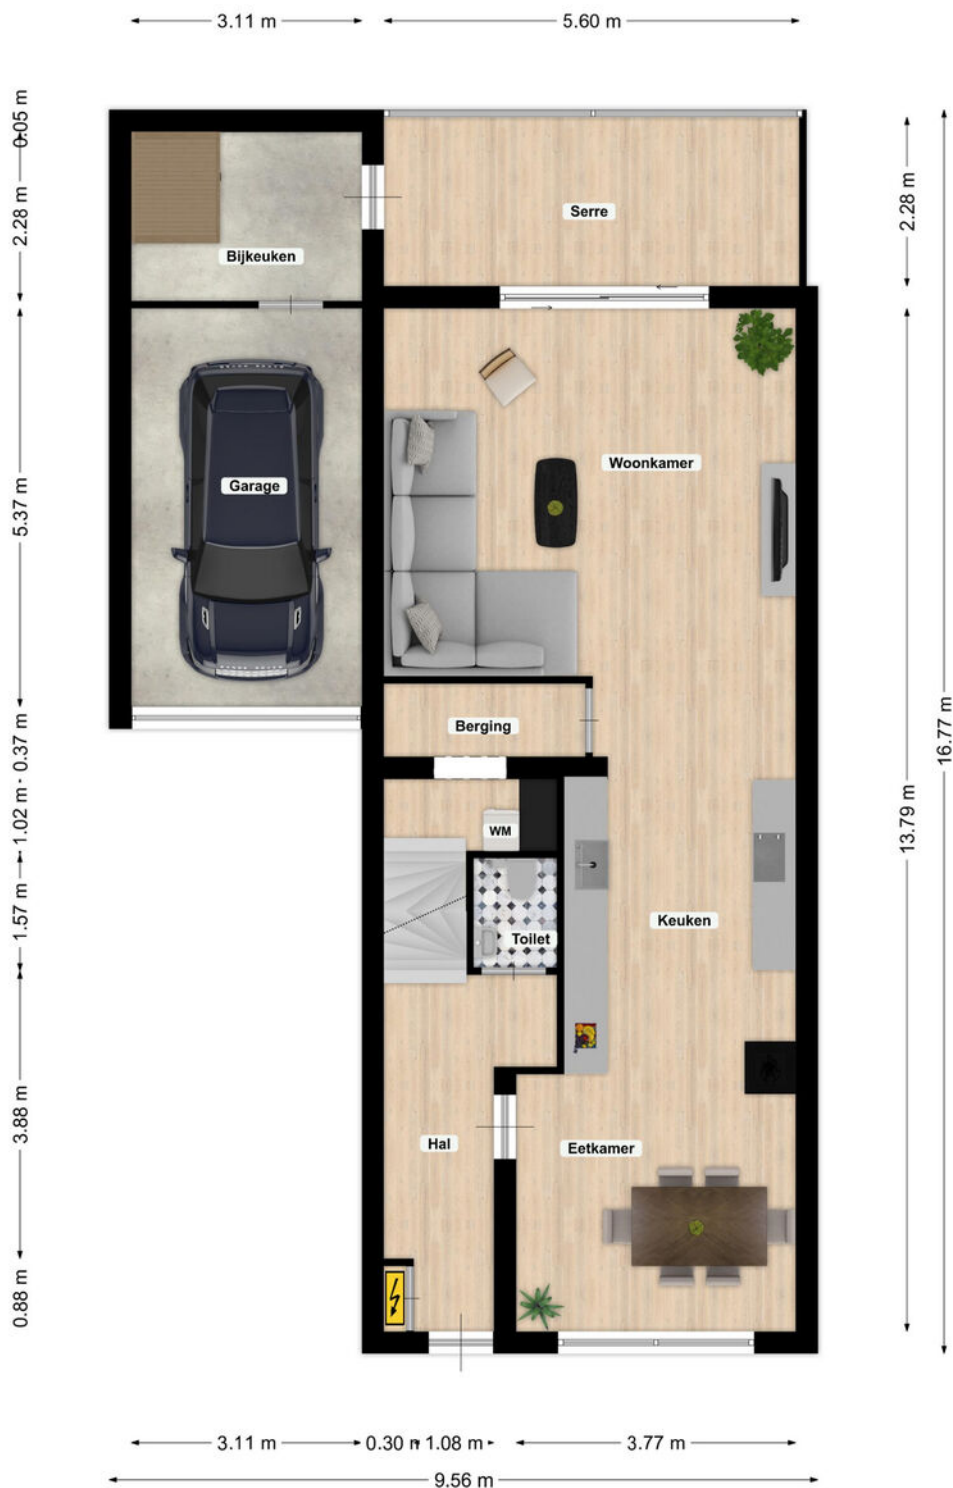 3.11 m
5.60 m
0.05 m
2.28 m
2.28 m
Serre
Bijkeuken
Woonkamer
Garage
5.37 m
Berging
0.37 m
16.77 m
1.02 m
13.79 m
WM
1.57 m
Keuken
Toilet
3.88 m
Hal
Eetkamer
0.88 m
3.11 m
0.30 m
1.08 m
3.77 m
9.56 m